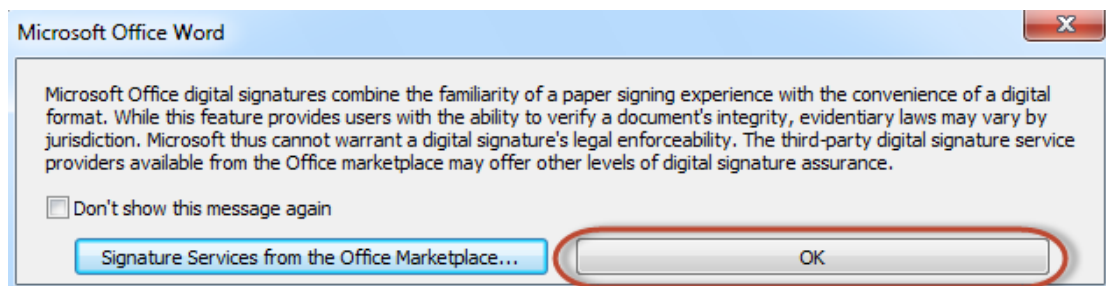 Microsoft Office Word
Microsoft Office digital signatures combine the familiarity of a paper signing experience with the convenience of a digital
format. While this feature provides users with the ability to verify a document's integrity, evidentiary laws may vary by
jurisdiction. Microsoft thus cannot warrant a digital signature's legal enforceability. The third-party digital signature service
providers available from the Office marketplace may offer other levels of digital signature assurance.
Don't show this message again
Signature Services from the Office Marketplace... OK